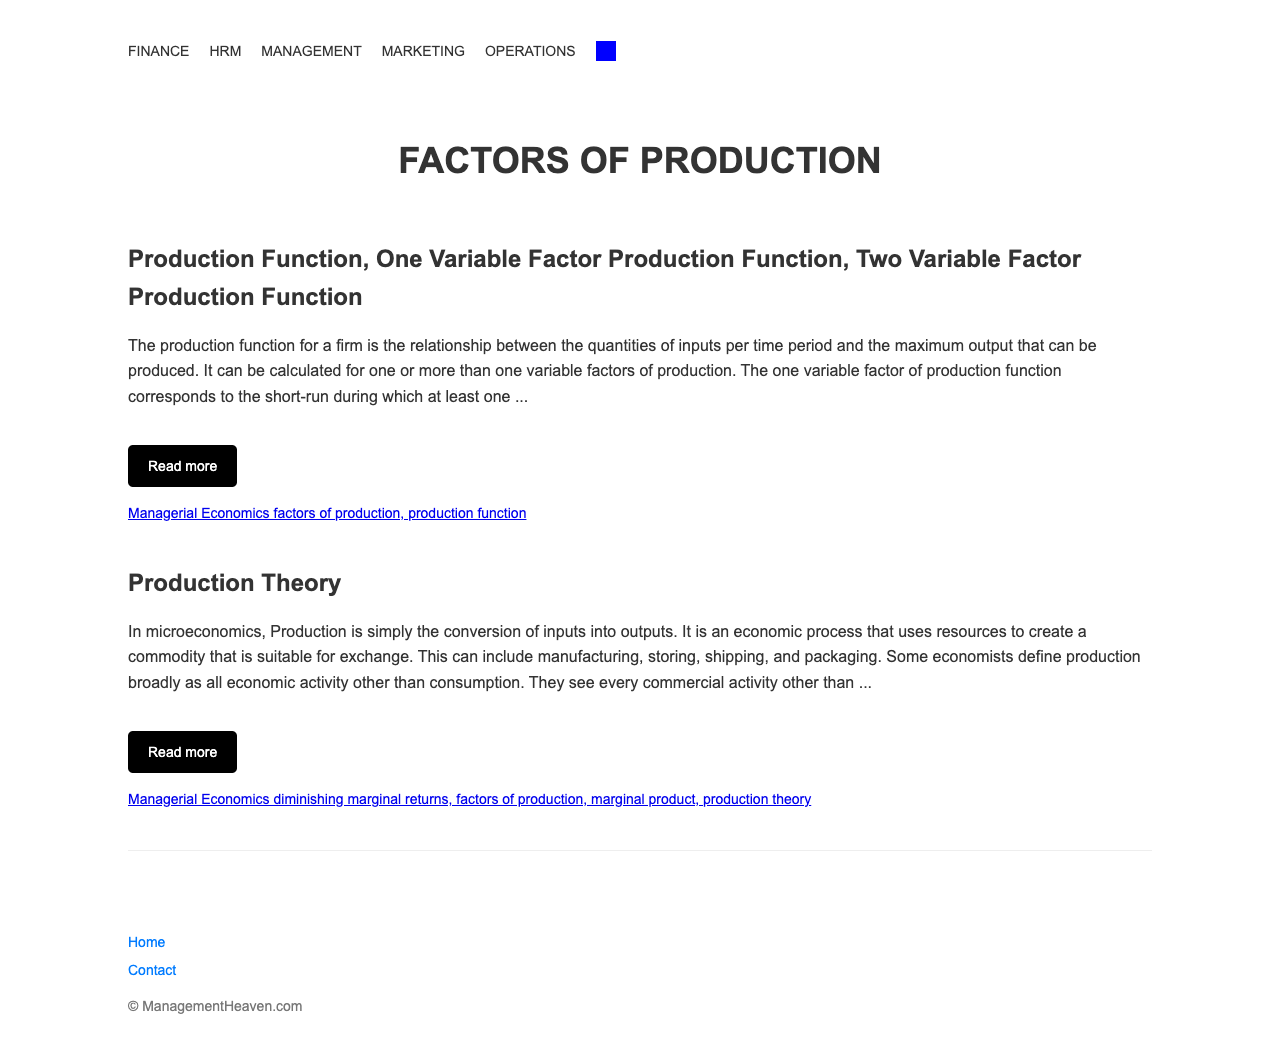 FINANCE HRM MANAGEMENT MARKETING OPERATIONS
FACTORS OF PRODUCTION
Production Function, One Variable Factor Production Function, Two Variable Factor
Production Function
The production function for a firm is the relationship between the quantities of inputs per time period and the maximum output that can be
produced. It can be calculated for one or more than one variable factors of production. The one variable factor of production function
corresponds to the short-run during which at least one ...
Read more
Managerial Economics factors of production, production function
Production Theory
In microeconomics, Production is simply the conversion of inputs into outputs. It is an economic process that uses resources to create a
commodity that is suitable for exchange. This can include manufacturing, storing, shipping, and packaging. Some economists define production
broadly as all economic activity other than consumption. They see every commercial activity other than ...
Read more
Managerial Economics diminishing marginal returns, factors of production, marginal product, production theory
Home
Contact
© ManagementHeaven.com